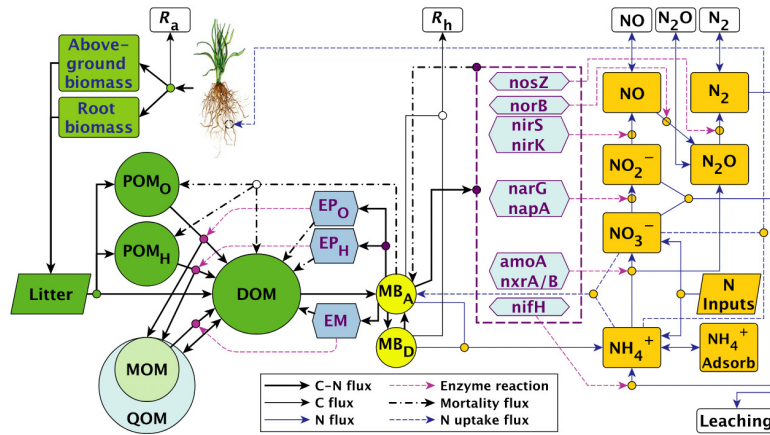 Ra
Rh
NO
N2O
N2
Above-
ground
biomass
Root
biomass
nosZ
norB
nirS
nirK
narG
napA
amoA
nxrA/B
nifH
NO
N2
NO2−
N2O
NO3−
N
Inputs
NH4+
NH4+
Adsorb
Leaching
POMO
POMH
EPO
EPH
Litter
DOM
MBA
EM
MBD
MOM
QOM
C–N flux
C flux
N flux
Enzyme reaction
Mortality flux
N uptake flux